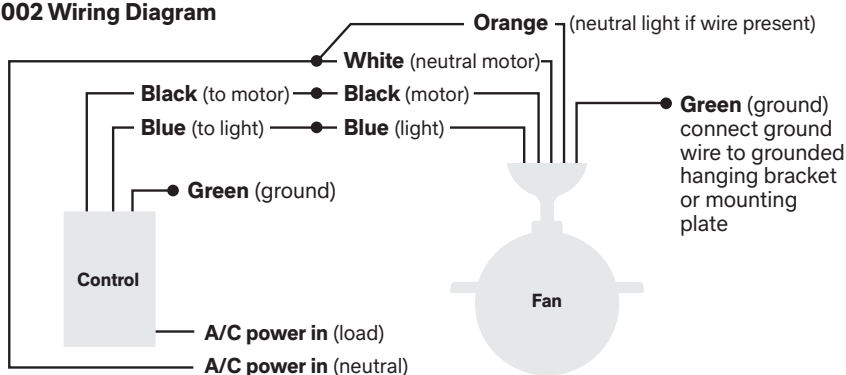 002 Wiring Diagram
Orange (neutral light if wire present)
White (neutral motor)
Black (to motor) Black (motor)
Blue (to light) Blue (light)
Green (ground)
connect ground
wire to grounded
hanging bracket
or mounting
plate
Green (ground)
Control
Fan
A/C power in (load)
A/C power in (neutral)